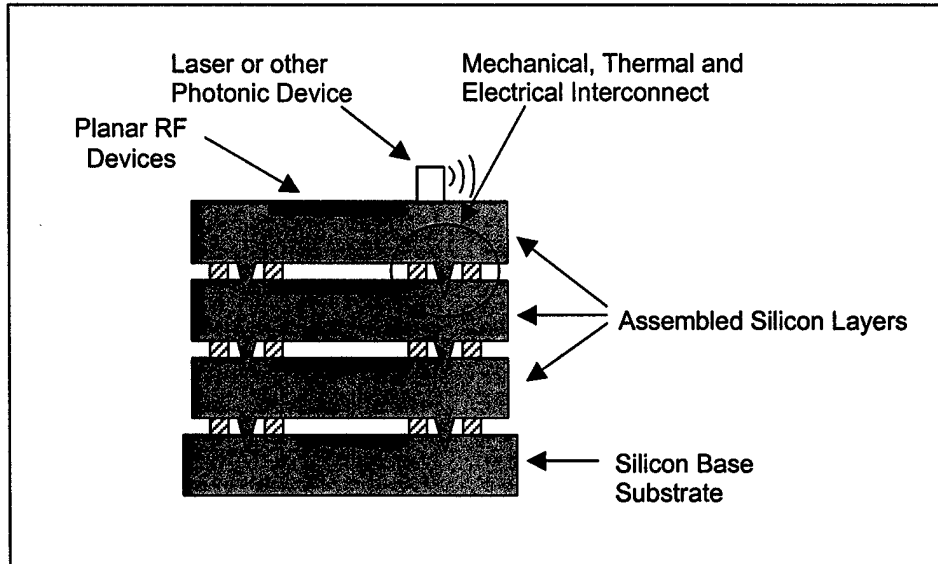 Laser or other
Photonic Device
Mechanical, Thermal and
Electrical Interconnect
Planar RF
Devices
Assembled Silicon Layers
Silicon Base
Substrate